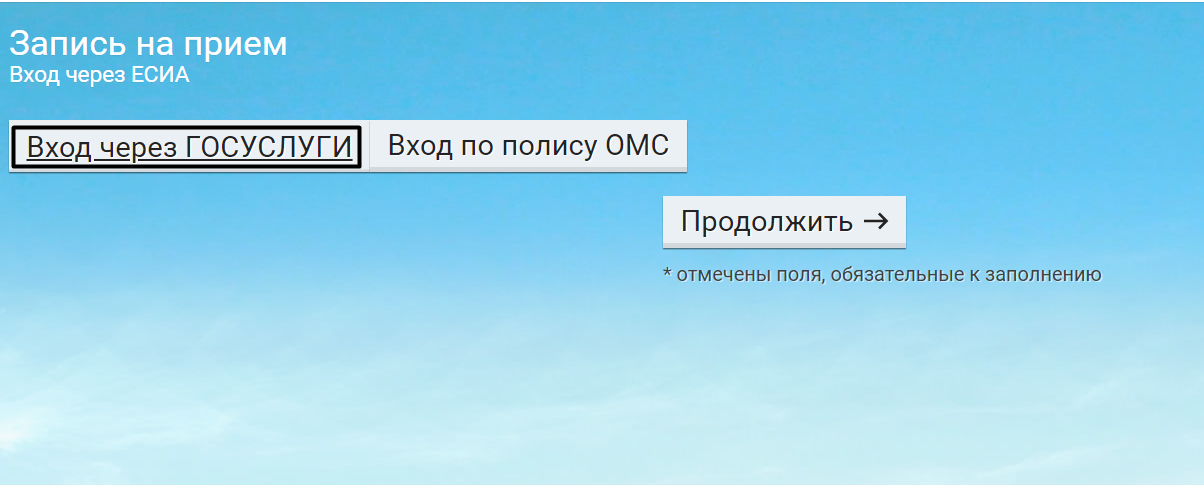 Запись на прием
Вход через ЕСИА
Вход через ГОСУСЛУГИ Вход по полису ОМС
Продолжить →
* отмечены поля, обязательные к заполнению